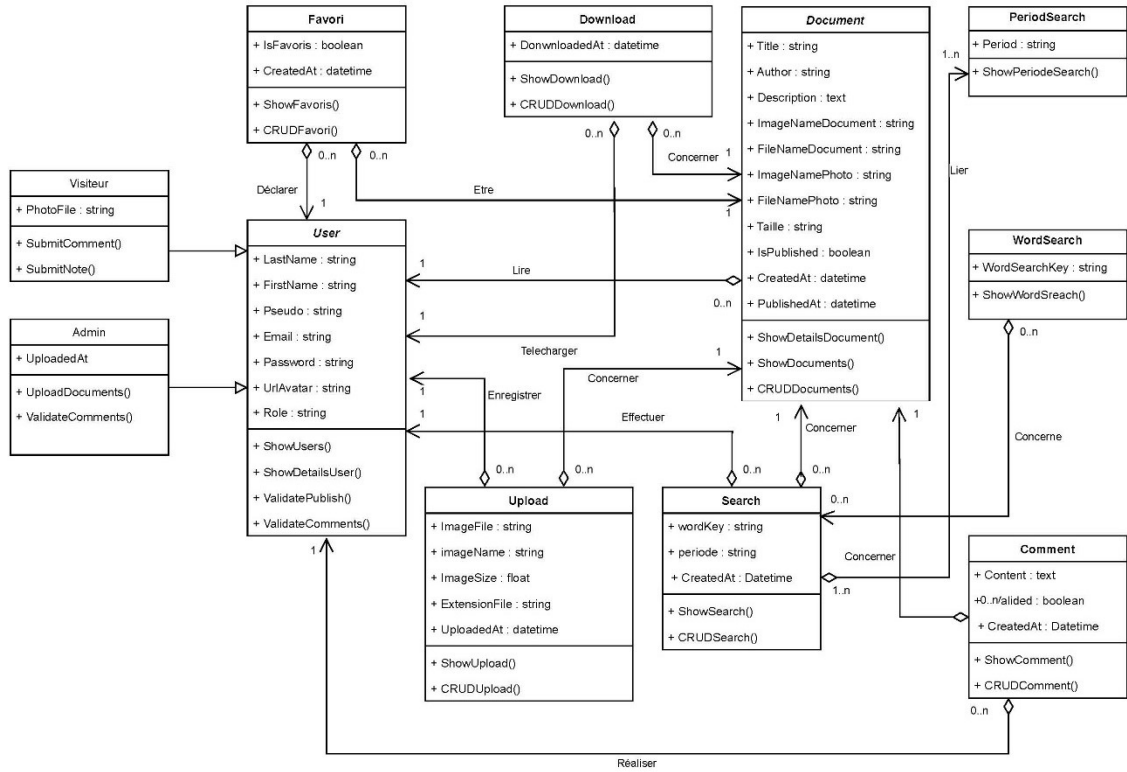 Favori
+ IsFavoris : boolean
+ CreatedAt : datetime
+ ShowFavoris()
+ CRUDFavori()
0..n
0..n
Download
+ DonwnloadedAt : datetime
+ ShowDownload()
+ CRUDDownload()
0..n
0..n
Document
+ Title : string
+ Author : string
+ Description : text
+ ImageNameDocument : string
+ FileNameDocument : string
+ ImageNamePhoto : string
+ FileNamePhoto : string
+ Taille : string
+ IsPublished : boolean
+ CreatedAt : datetime
+ PublishedAt : datetime
+ ShowDetailsDocument()
+ ShowDocuments()
+ CRUDDocuments()
PeriodSearch
+ Period : string
+ ShowPeriodeSearch()
1..n
Lier
Concerner
1
Déclarer
1
Etre
1
Visiteur
+ PhotoFile : string
+ SubmitComment()
+ SubmitNote()
User
+ LastName : string
+ FirstName : string
+ Pseudo : string
+ Email : string
+ Password : string
+ UrlAvatar : string
+ Role : string
+ ShowUsers()
+ ShowDetailsUser()
+ ValidatePublish()
+ ValidateComments()
1
Lire
0..n
1
Telecharger
WordSearch
+ WordSearchKey : string
+ ShowWordSreach()
0..n
Admin
+ UploadedAt
+ UploadDocuments()
+ ValidateComments()
Concerner
1
1
Enregistrer
1
Effectuer
1
Concerner
1
Concerne
0..n
0..n
0..n
0..n
Upload
+ ImageFile : string
+ imageName : string
+ ImageSize : float
+ ExtensionFile : string
+ UploadedAt : datetime
+ ShowUpload()
+ CRUDUpload()
Search
+ wordKey : string
+ periode : string
+ CreatedAt : Datetime
+ ShowSearch()
+ CRUDSearch()
0..n
Concerner
1..n
Comment
+ Content : text
+0..n/alided : boolean
+ CreatedAt : Datetime
+ ShowComment()
+ CRUDComment()
0..n
1
Réaliser